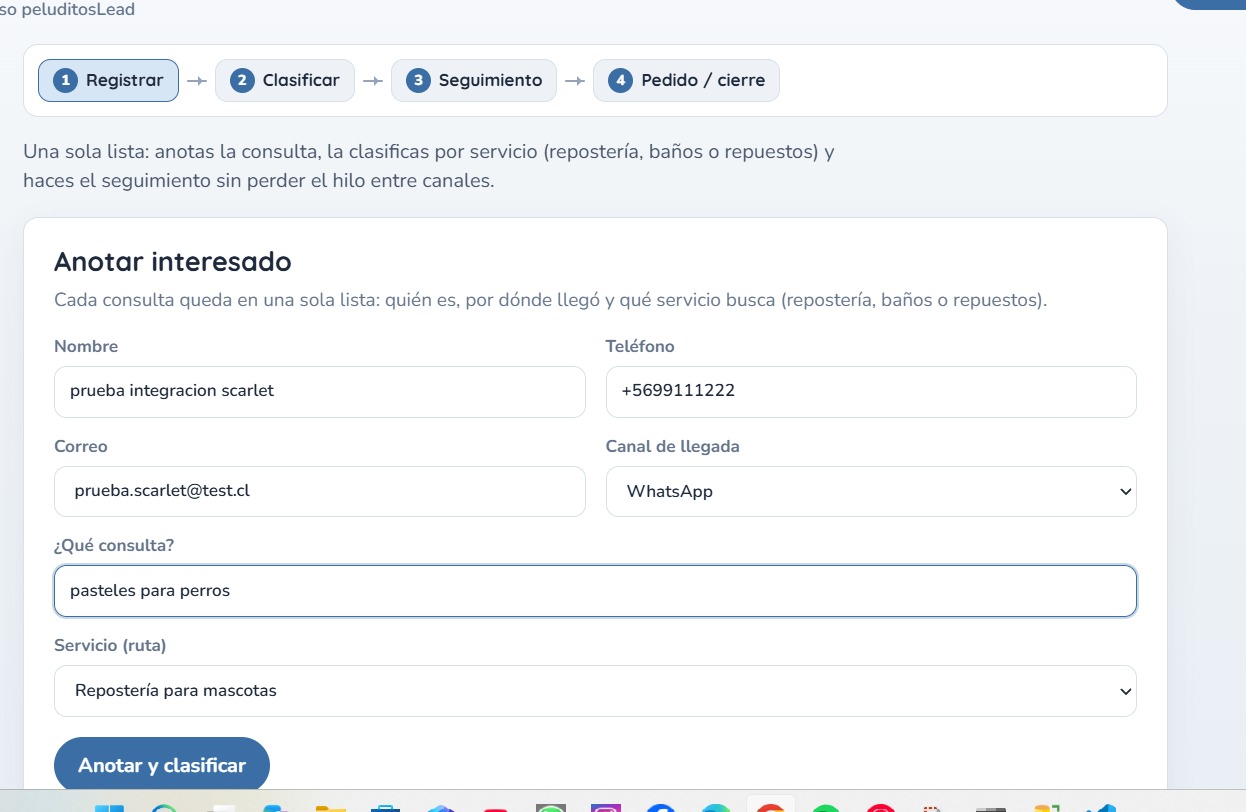 so peluditosLead
1 Registrar
2 Clasificar
3 Seguimiento
4 Pedido / cierre
Una sola lista: anotas la consulta, la clasificas por servicio (repostería, baños o repuestos) y
haces el seguimiento sin perder el hilo entre canales.
Anotar interesado
Cada consulta queda en una sola lista: quién es, por dónde llegó y qué servicio busca (repostería, baños o repuestos).
Nombre
Teléfono
prueba integracion scarlet
+5699111222
Correo
Canal de llegada
prueba.scarlet@test.cl
WhatsApp
¿Qué consulta?
pasteles para perros
Servicio (ruta)
Repostería para mascotas
Anotar y clasificar